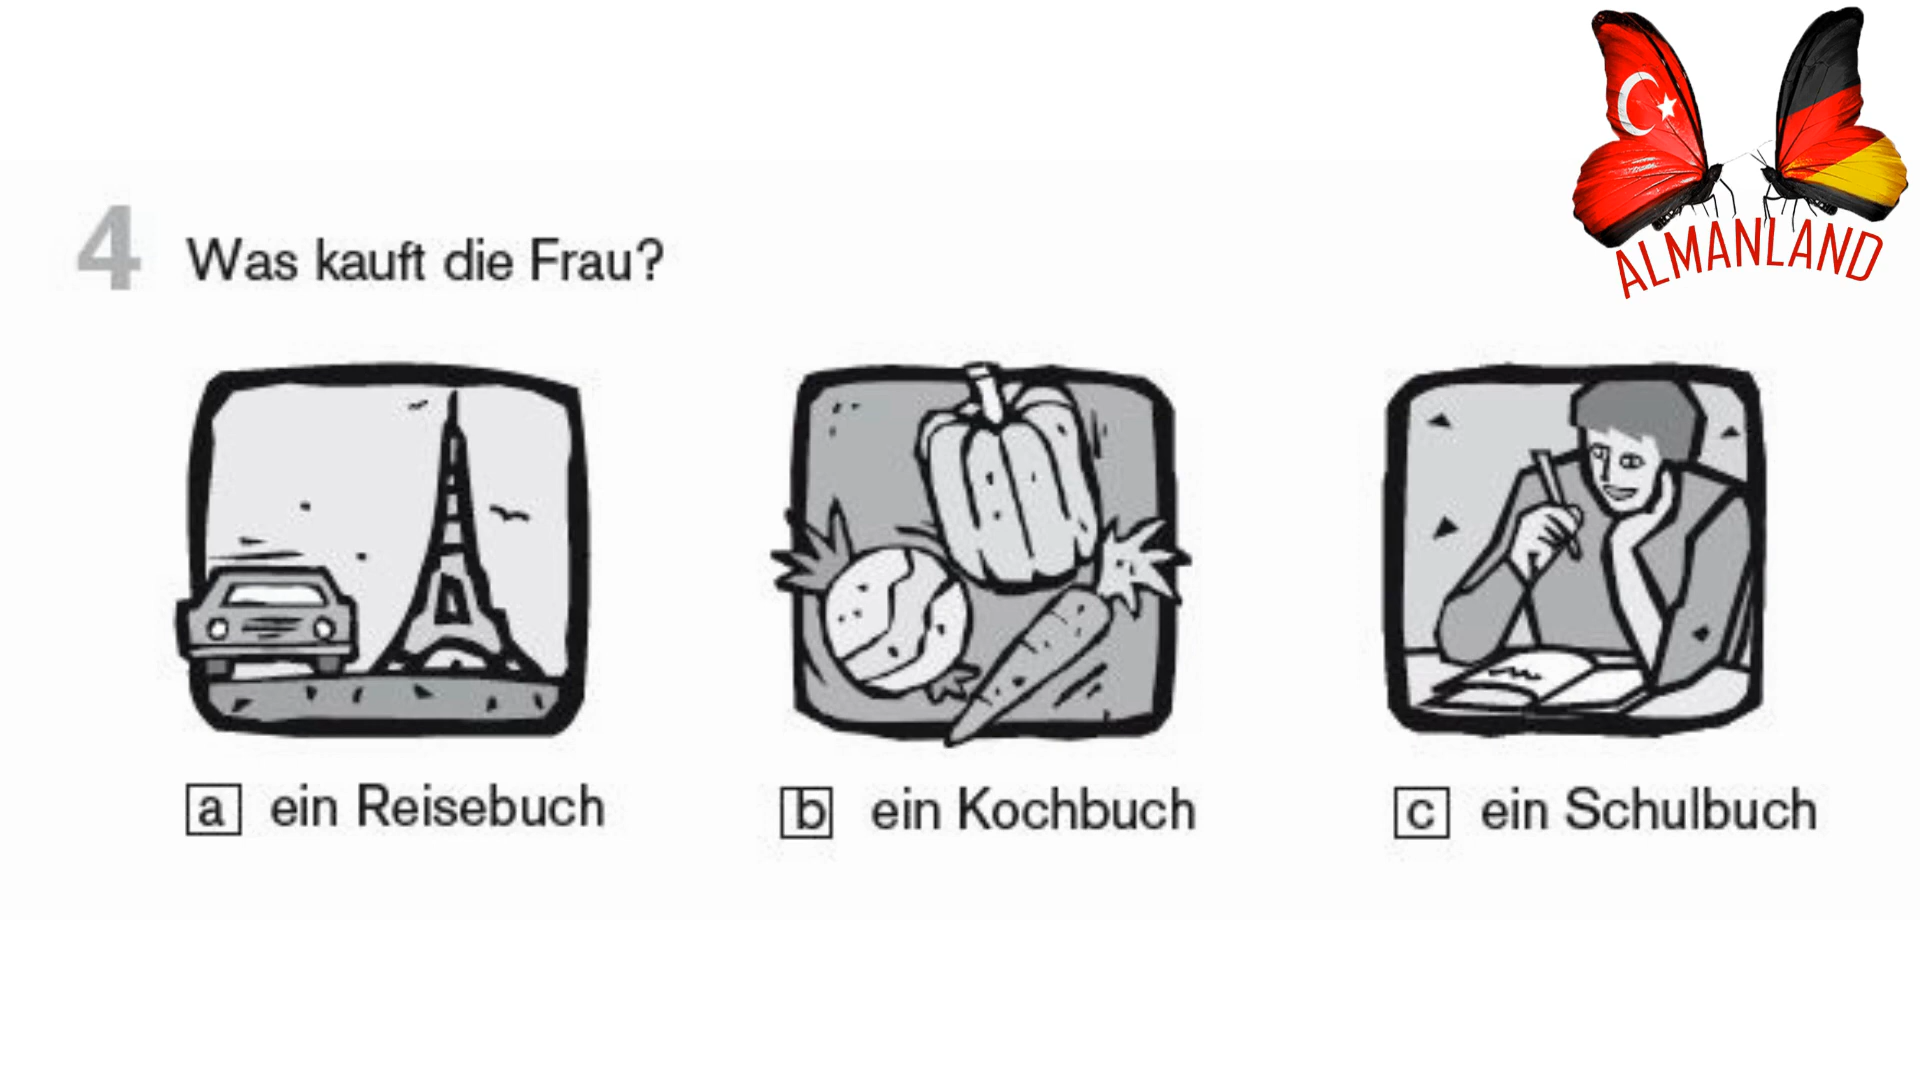 ALMANLAND
4 Was kauft die Frau?
a ein Reisebuch
b ein Kochbuch
c ein Schulbuch